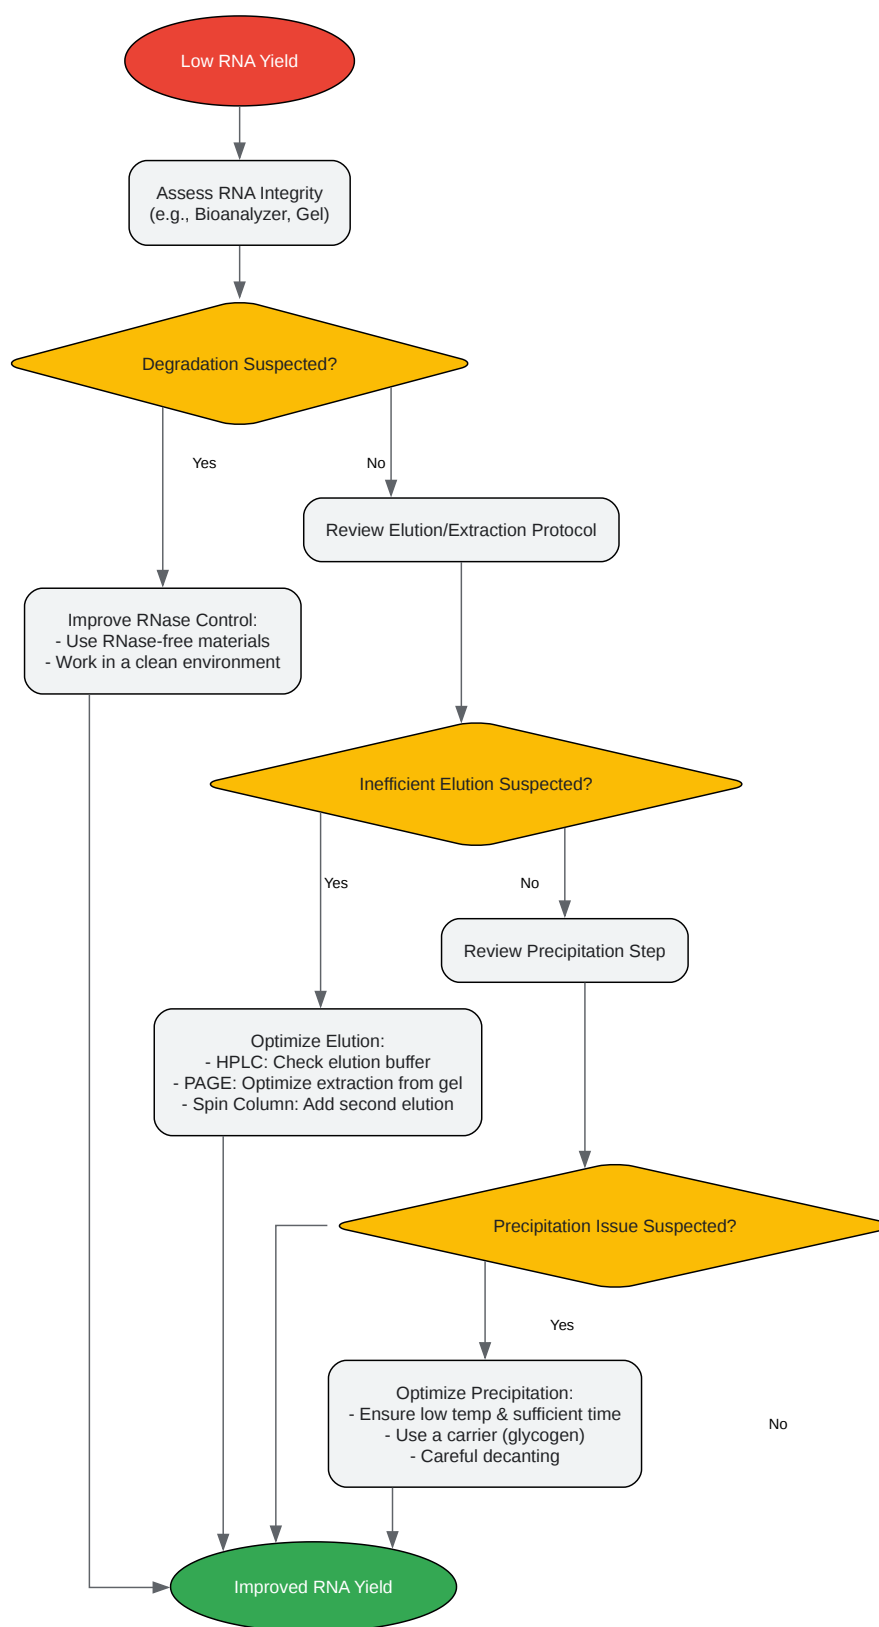 Low RNA Yield
Assess RNA Integrity
(e.g., Bioanalyzer, Gel)
Degradation Suspected?
Yes
No
Review Elution/Extraction Protocol
Improve RNase Control:
- Use RNase-free materials
- Work in a clean environment
Inefficient Elution Suspected?
Yes
No
Review Precipitation Step
Optimize Elution:
- HPLC: Check elution buffer
- PAGE: Optimize extraction from gel
- Spin Column: Add second elution
Precipitation Issue Suspected?
Yes
Optimize Precipitation:
- Ensure low temp & sufficient time
- Use a carrier (glycogen)
- Careful decanting
No
Improved RNA Yield